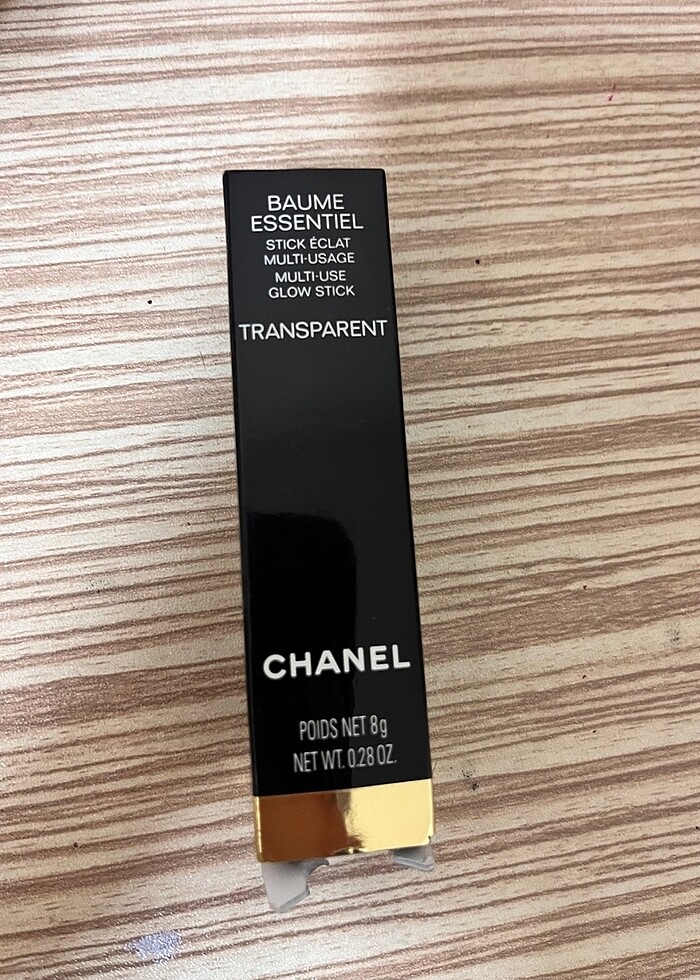 BAUME
ESSENTIEL
STICK ÉCLAT
MULTI-USAGE
MULTI-USE
GLOW STICK
TRANSPARENT
CHANEL
POIDS NET 8g
NET WT. 0.28 OZ.